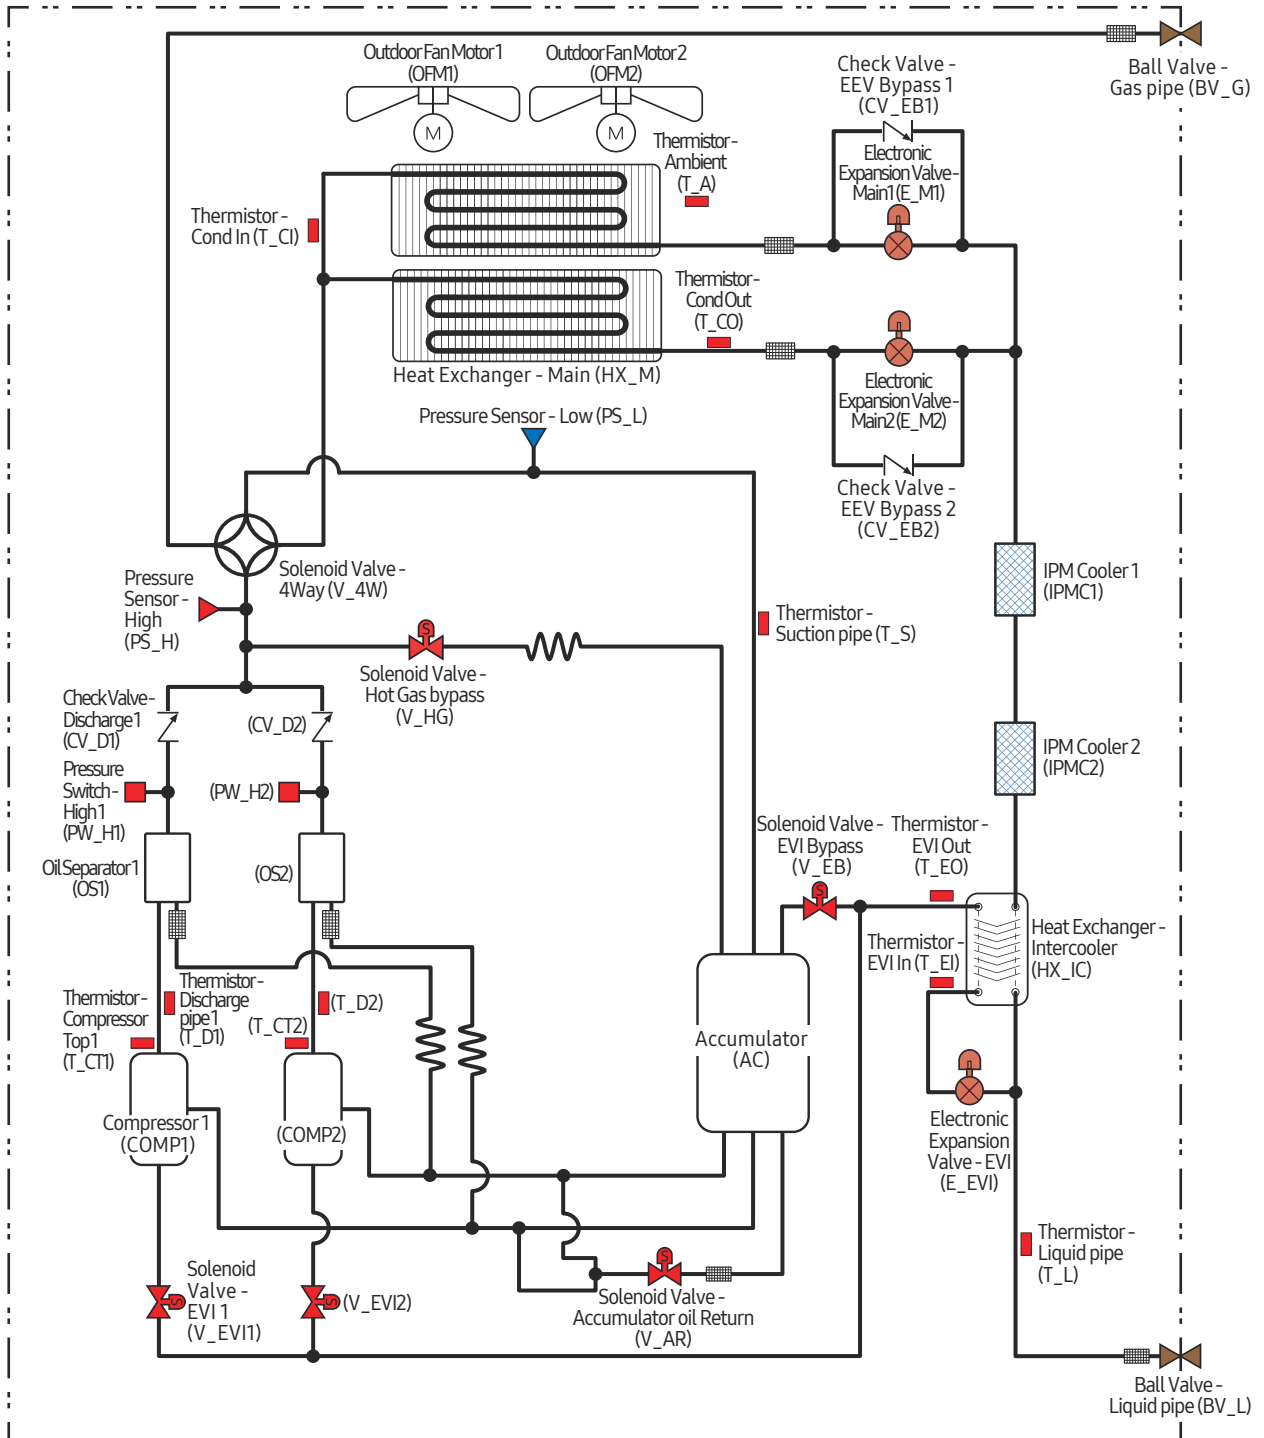 Outdoor Fan Motor 1
(OFM1)
Outdoor Fan Motor 2
(OFM2)
M
M
Check Valve -
EEV Bypass 1
(CV_EB1)
Ball Valve -
Gas pipe (BV_G)
Thermistor-
Ambient
(T_A)
Electronic
Expansion Valve-
Main1(E_M1)
Thermistor -
Cond In (T_CI)
Thermistor-
Cond Out
(T_CO)
Heat Exchanger - Main (HX_M)
Electronic
Expansion Valve-
Main2(E_M2)
Pressure Sensor - Low (PS_L)
Check Valve -
EEV Bypass 2
(CV_EB2)
Solenoid Valve -
4Way (V_4W)
Pressure
Sensor -
High
(PS_H)
IPM Cooler 1
(IPMC1)
Thermistor -
Suction pipe (T_S)
S
Solenoid Valve -
Hot Gas bypass
(V_HG)
Check Valve-
Discharge1
(CV_D1)
(CV_D2)
IPM Cooler 2
(IPMC2)
Pressure
Switch-
High1
(PW_H1)
(PW_H2)
Solenoid Valve -
EVI Bypass
(V_EB)
S
Thermistor -
EVI Out
(T_EO)
Oil Separator1
(OS1)
(OS2)
Heat Exchanger -
Intercooler
(HX_IC)
Thermistor -
EVI In (T_EI)
Thermistor-
Discharge
pipe1
(T_D1)
(T_D2)
Thermistor-
Compressor
Top1
(T_CT1)
(T_CT2)
Accumulator
(AC)
Compressor 1
(COMP1)
(COMP2)
Electronic
Expansion
Valve - EVI
(E_EVI)
Thermistor -
Liquid pipe
(T_L)
Solenoid
Valve -
EVI 1
(V_EVI1)
S
S
(V_EVI2)
S
Solenoid Valve -
Accumulator oil Return
(V_AR)
Ball Valve -
Liquid pipe (BV_L)